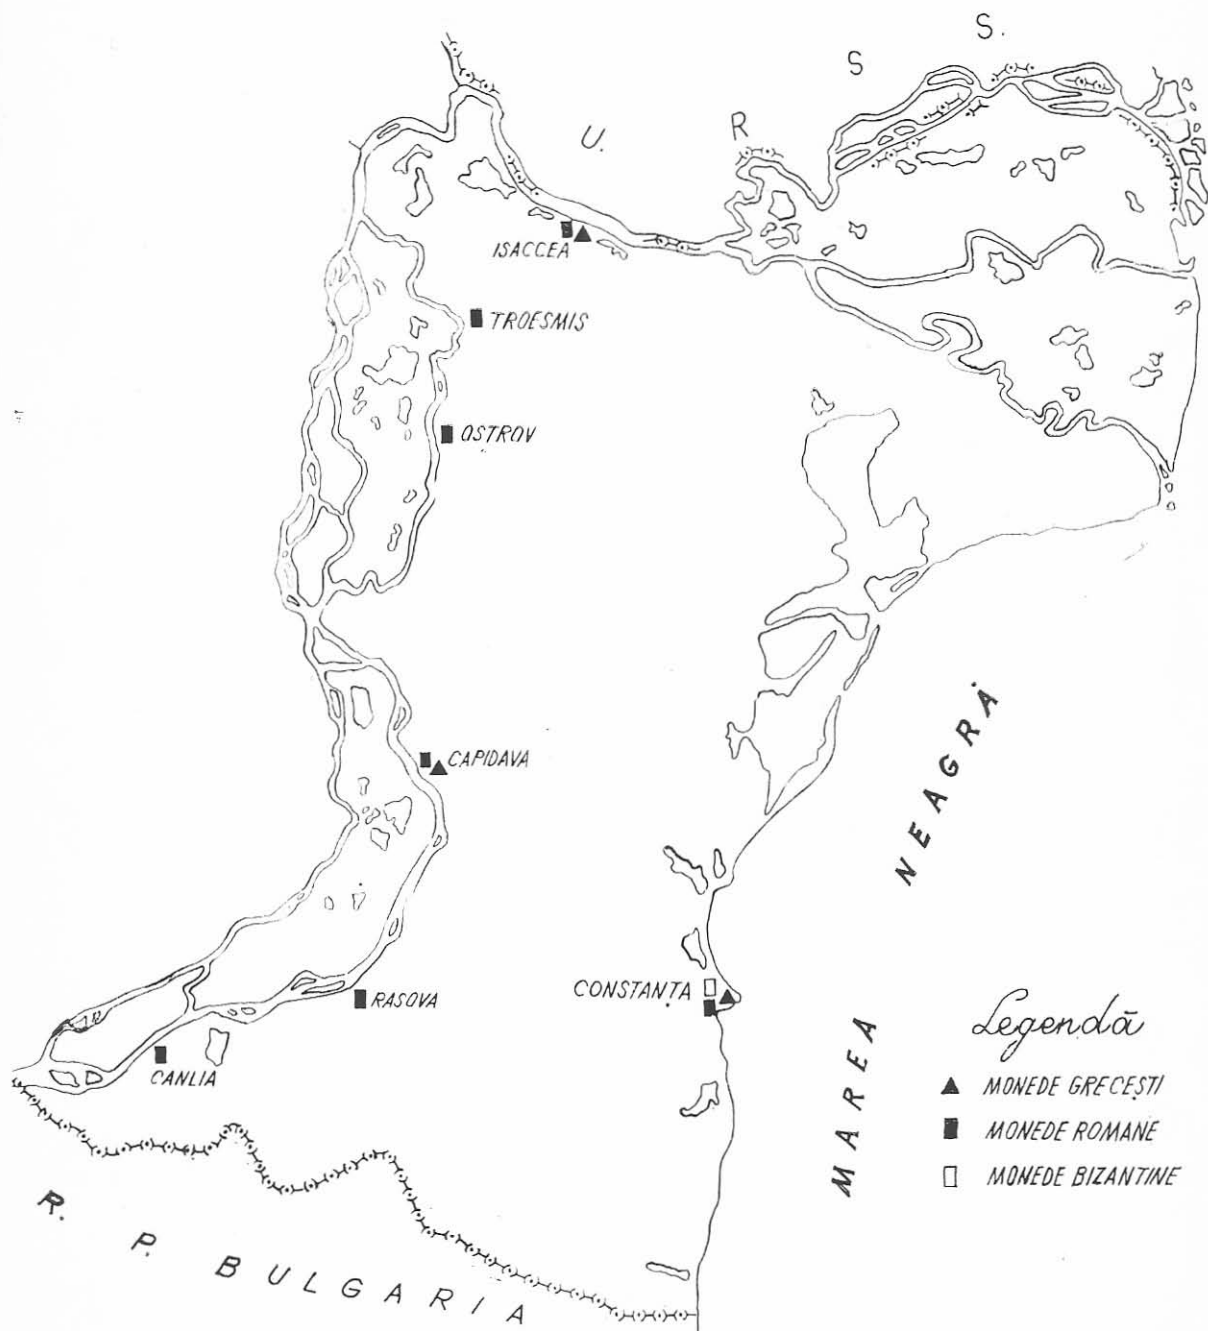 U. R S S.
ISACCEA
TROESMIS
OSTROV
CAPIDAVA
RASOVA
CANLIA
CONSTANȚA
MAREA NEAGRĂ
R. P. BULGARIA
Legendă
MONEDE GRECEȘTI
MONEDE ROMANE
MONEDE BIZANTINE